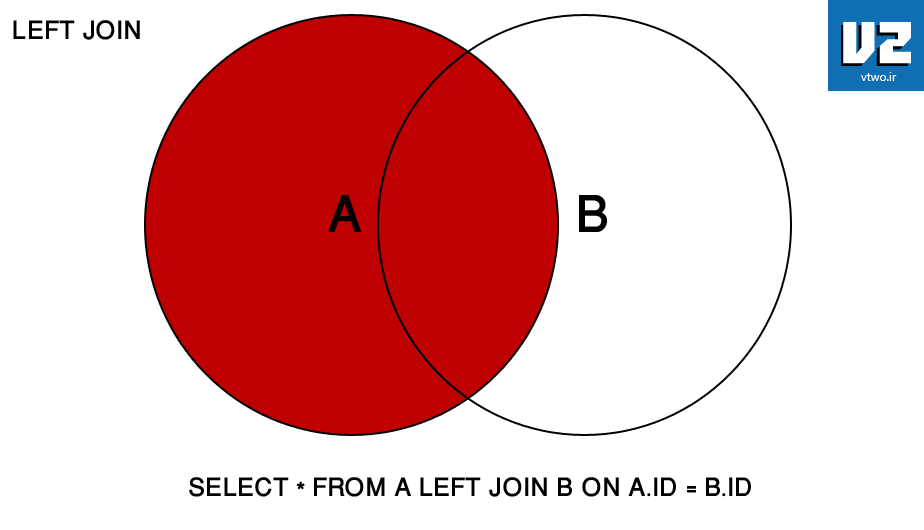 LEFT JOIN
V2
vtwo.ir
A
B
SELECT * FROM A LEFT JOIN B ON A.ID = B.ID